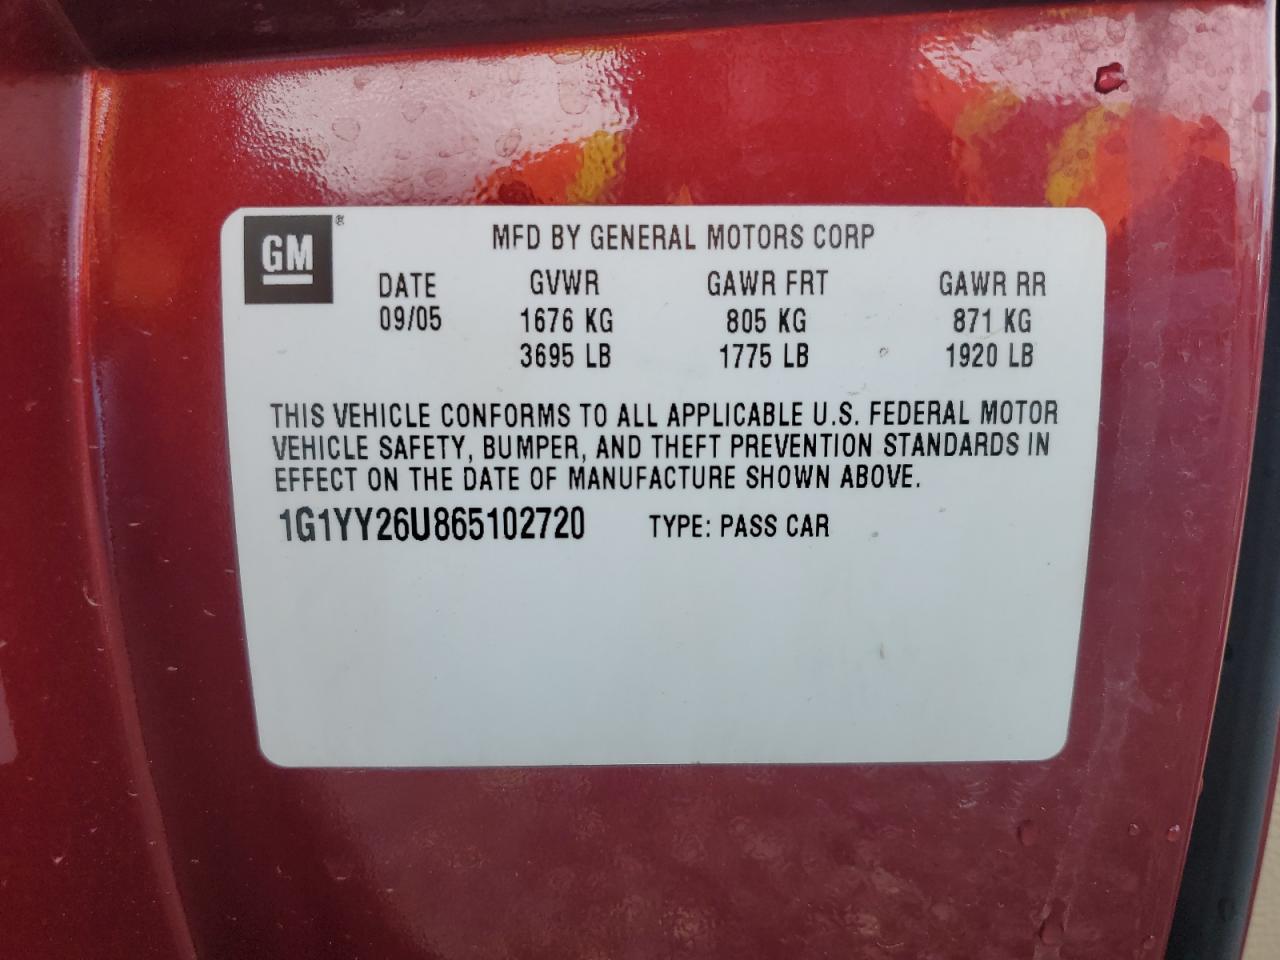 GM ®
MFD BY GENERAL MOTORS CORP
DATE GVWR GAWR FRT GAWR RR
09/05 1676 KG 805 KG 871 KG
3695 LB 1775 LB 1920 LB
THIS VEHICLE CONFORMS TO ALL APPLICABLE U.S. FEDERAL MOTOR
VEHICLE SAFETY, BUMPER, AND THEFT PREVENTION STANDARDS IN
EFFECT ON THE DATE OF MANUFACTURE SHOWN ABOVE.
1G1YY26U865102720 TYPE: PASS CAR